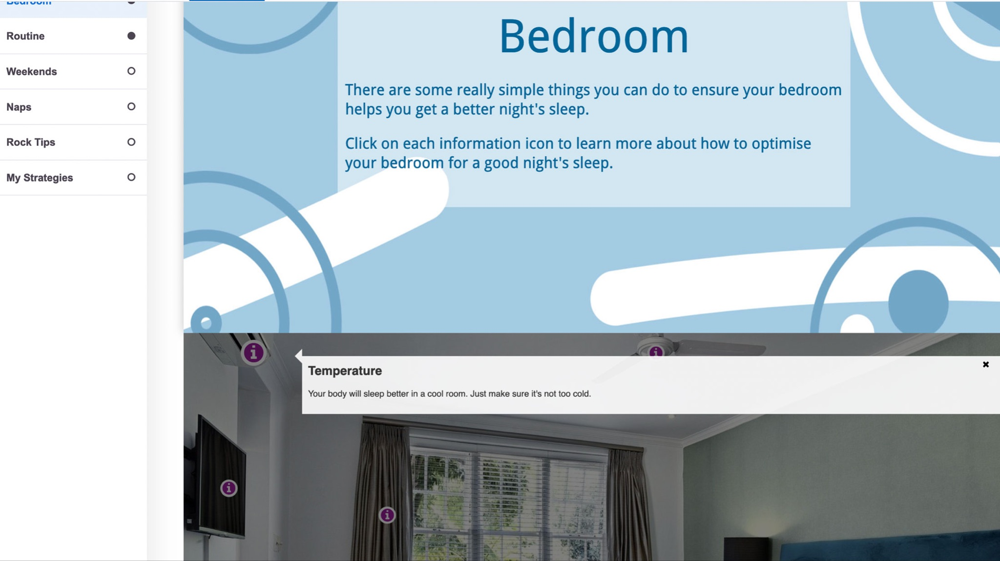 Bedroom
Routine
Weekends
Naps
Rock Tips
My Strategies
Bedroom
There are some really simple things you can do to ensure your bedroom
helps you get a better night's sleep.
Click on each information icon to learn more about how to optimise
your bedroom for a good night's sleep.
Temperature
Your body will sleep better in a cool room. Just make sure it's not too cold.